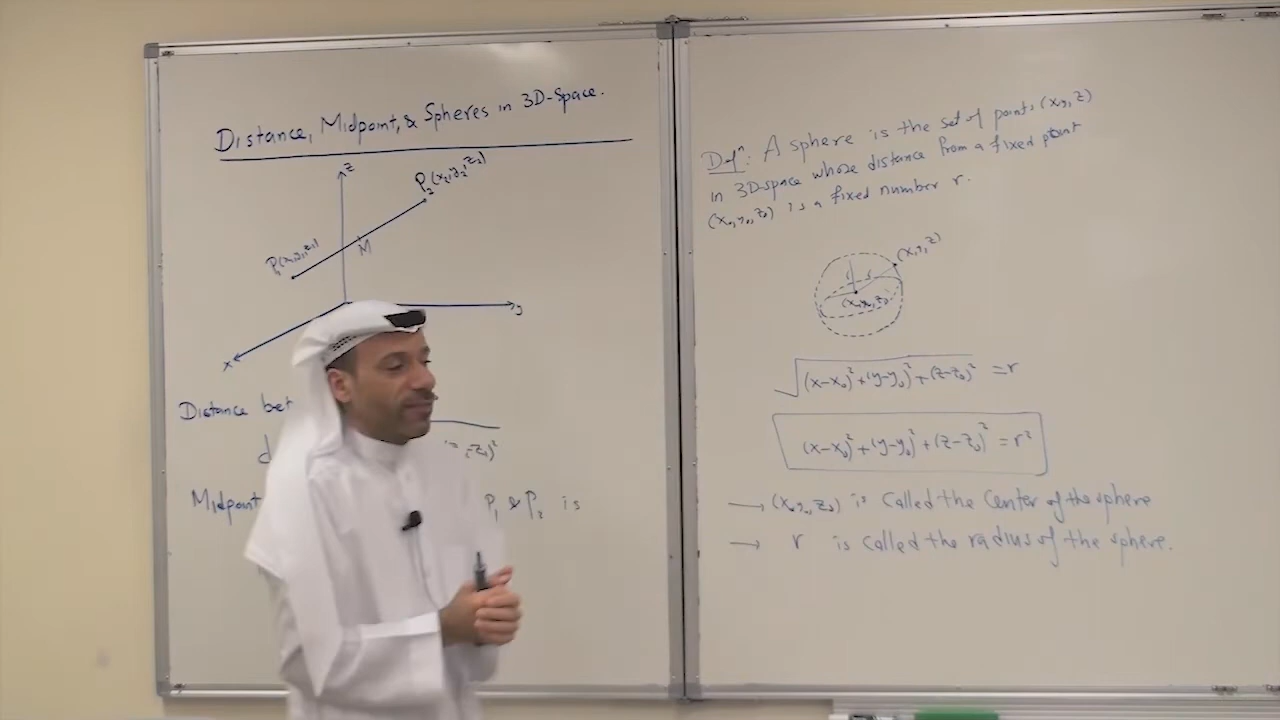 Distance, Midpoint, & Spheres in 3D-Space.
z
P₂(x₂,y₂,z₂)
M
P₁(x₁,y₁,z₁)
y
x
Distance bet
d
-z₁)²
Midpoint P₁ & P₂ is
Defⁿ: A sphere is the set of points (x,y,z)
in 3D-space whose distance from a fixed point
(x₀,y₀,z₀) is a fixed number r.
(x,y,z)
r
(x₀,y₀,z₀)
√(x-x₀)²+(y-y₀)²+(z-z₀)² = r
(x-x₀)²+(y-y₀)²+(z-z₀)² = r²
→ (x₀,y₀,z₀) is called the center of the sphere
→ r is called the radius of the sphere.